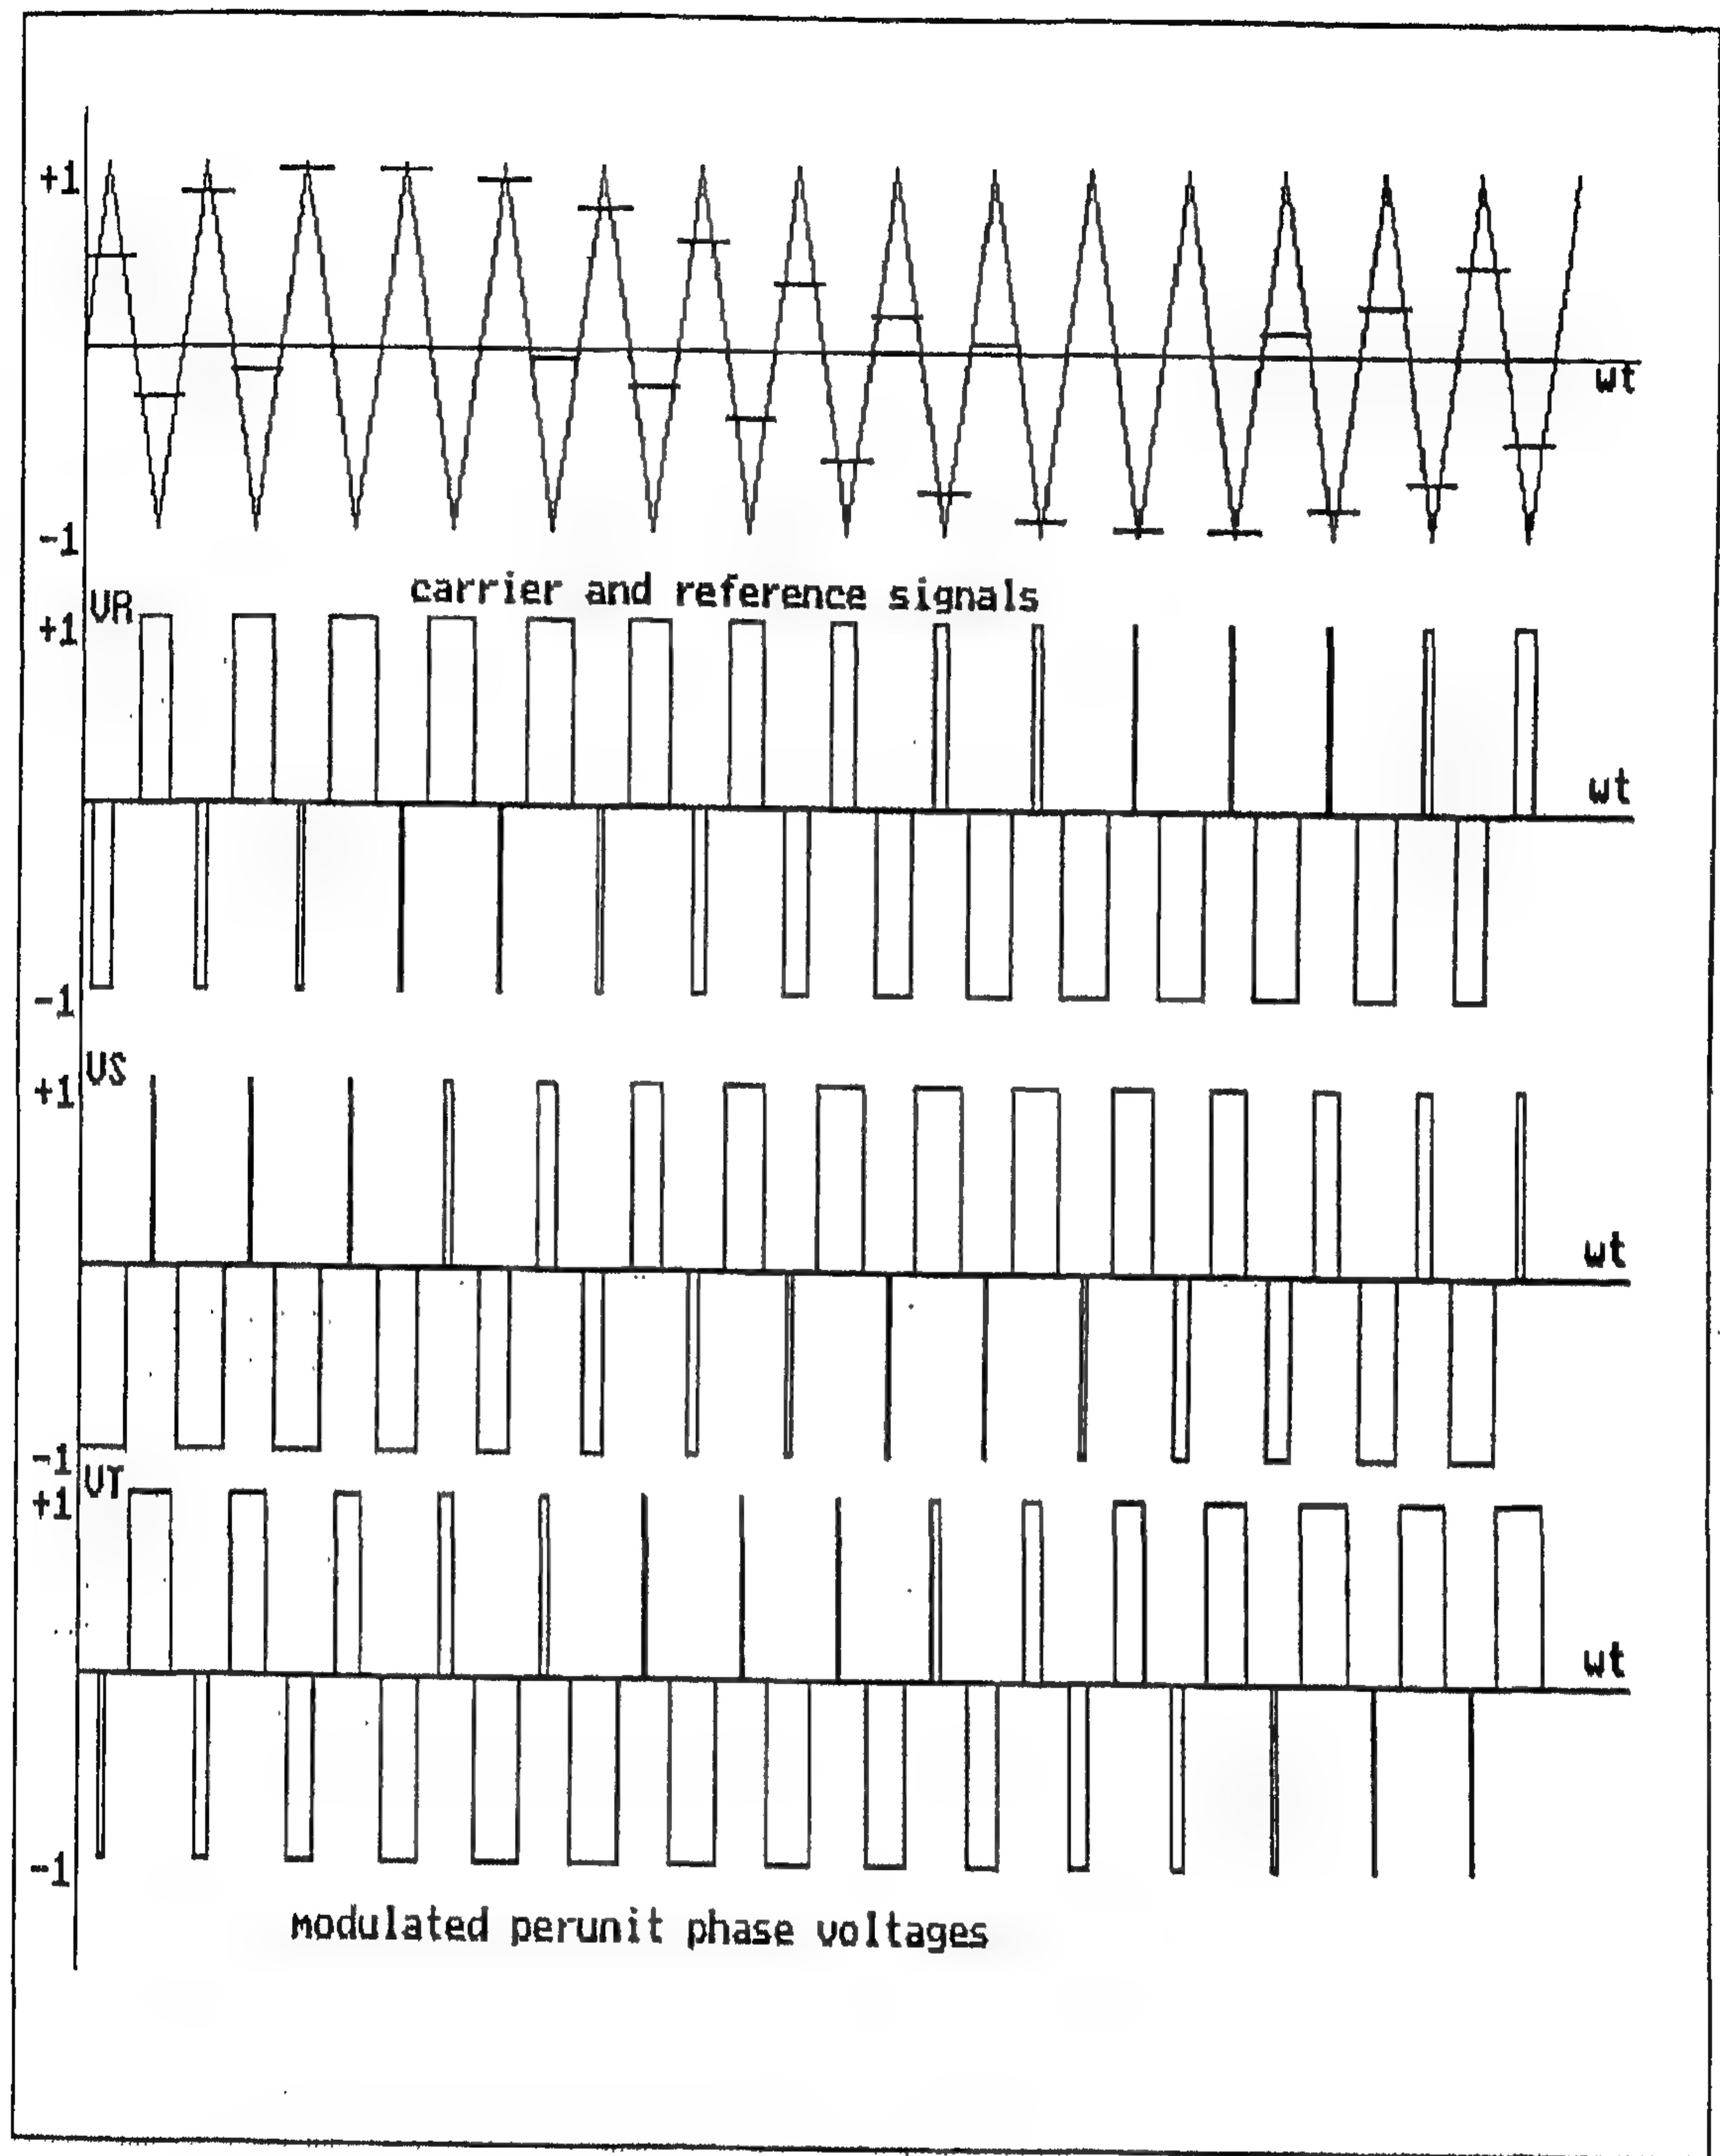 +1
wt
-1
carrier and reference signals
VR
+1
wt
-1
VS
+1
wt
-1
VT
+1
wt
-1
modulated perunit phase voltages